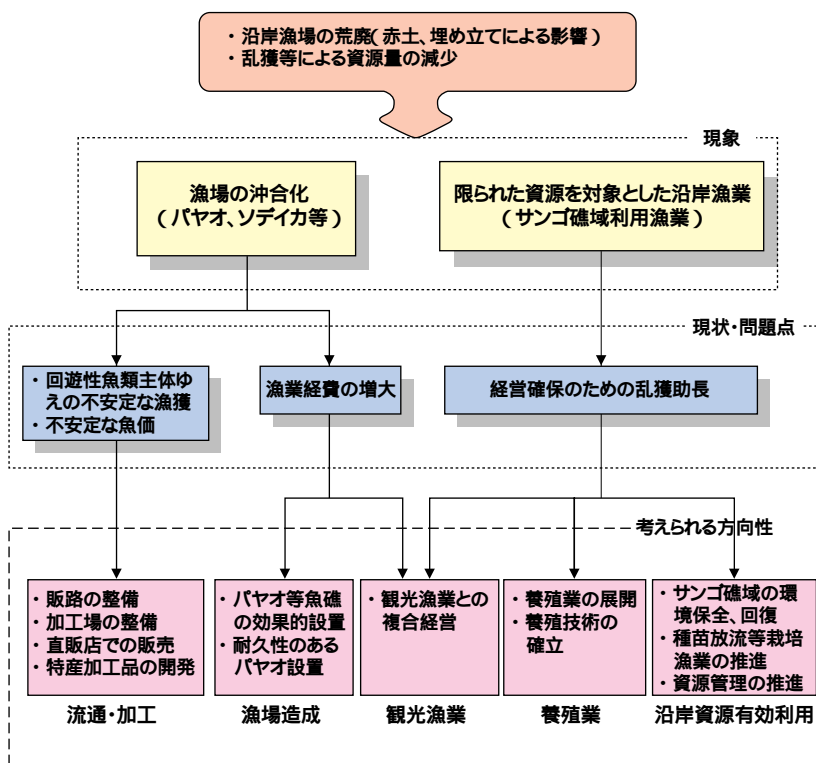 ・沿岸漁場の荒廃(赤土、埋め立てによる影響)
・乱獲等による資源量の減少
現象
漁場の沖合化
(パヤオ、ソデイカ等)
限られた資源を対象とした沿岸漁業
(サンゴ礁域利用漁業)
現状・問題点
・回遊性魚類主体ゆ
えの不安定な漁獲
・不安定な魚価
漁業経費の増大
経営確保のための乱獲助長
考えられる方向性
・販路の整備
・加工場の整備
・直販店での販売
・特産加工品の開発
流通・加工
・パヤオ等魚礁
の効果的設置
・耐久性のある
パヤオ設置
漁場造成
・観光漁業との
複合経営
観光漁業
・養殖業の展開
・養殖技術の
確立
養殖業
・サンゴ礁域の環
境保全、回復
・種苗放流等栽培
漁業の推進
・資源管理の推進
沿岸資源有効利用